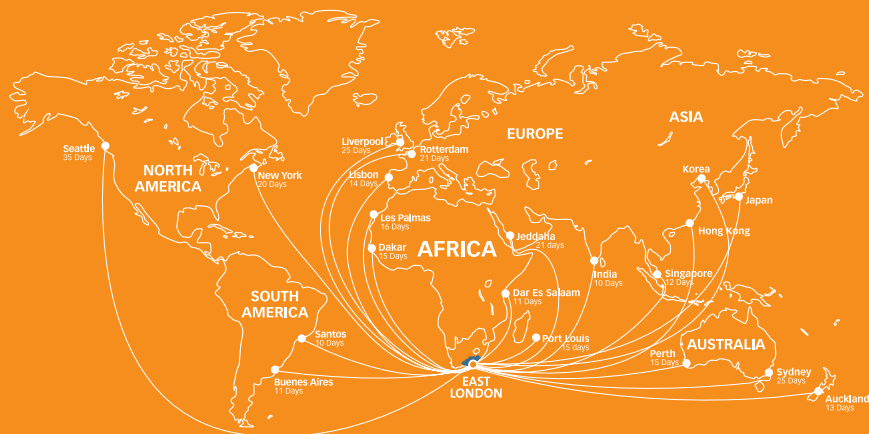 ASIA
EUROPE
Seattle
35 Days
NORTH
AMERICA
New York
20 Days
Liverpool
25 Days
Rotterdam
21 Days
Lisbon
14 Days
Korea
Japan
Hong Kong
Les Palmas
16 Days
Dakar
15 Days
AFRICA
Jeddaha
21 days
India
10 Days
Singapore
12 Days
Dar Es Salaam
11 Days
SOUTH
AMERICA
Santos
10 Days
Port Louis
15 days
AUSTRALIA
Perth
15 Days
Buenes Aires
11 Days
EAST
LONDON
Sydney
25 Days
Auckland
13 Days